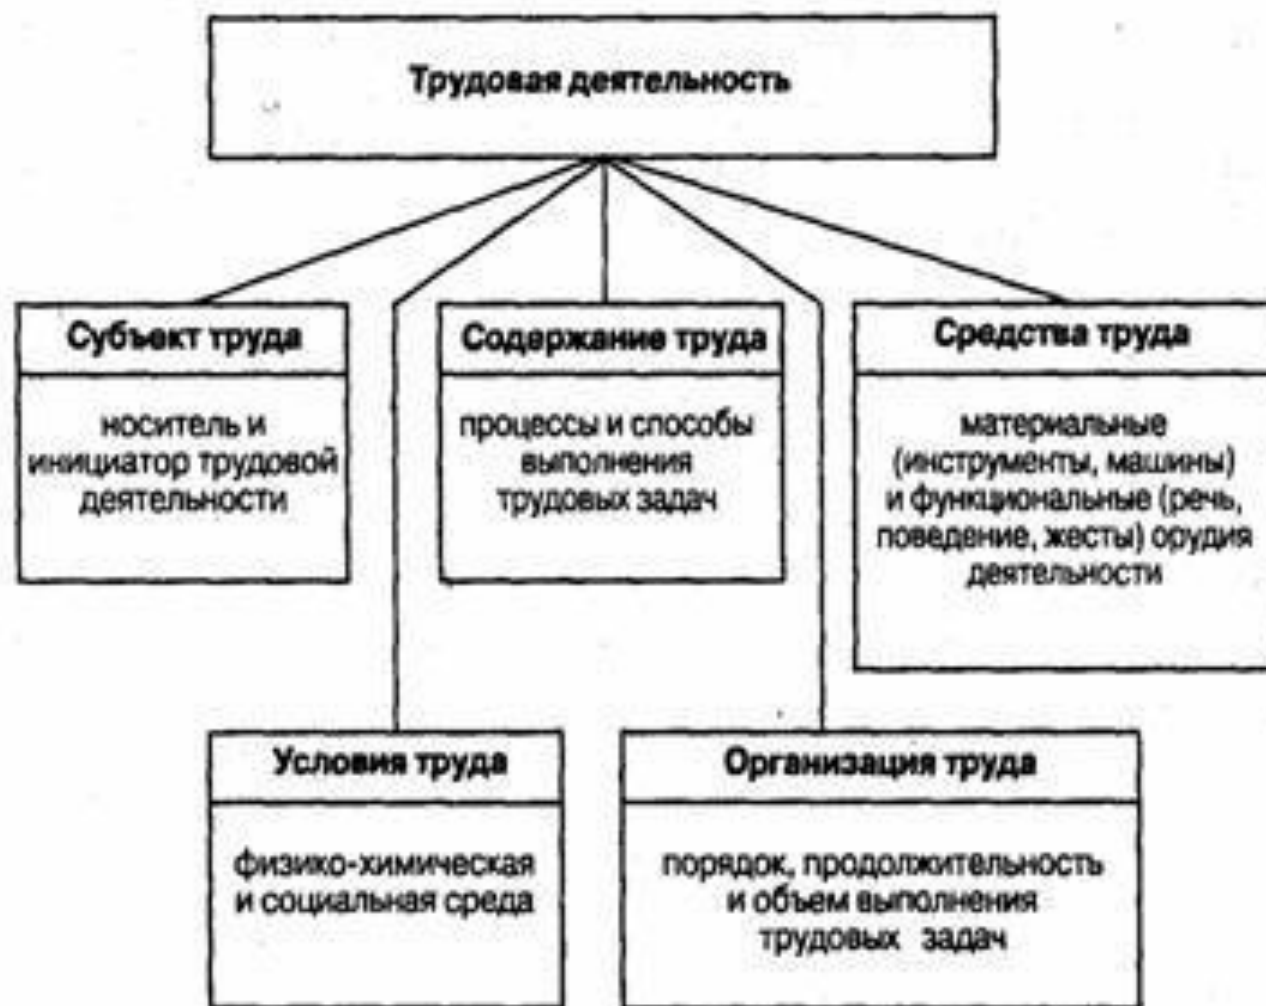 Трудовая деятельность
Субъект труда
носитель и
инициатор трудовой
деятельности
Содержание труда
процессы и способы
выполнения
трудовых задач
Средства труда
материальные
(инструменты, машины)
и функциональные (речь,
поведение, жесты) орудия
деятельности
Условия труда
физико-химическая
и социальная среда
Организация труда
порядок, продолжительность
и объем выполнения
трудовых задач